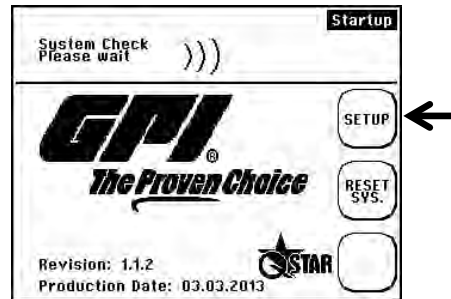 Startup
System Check
Please wait )))
SETUP
GPI®
The Proven Choice
RESET
SYS.
QSTAR
Revision: 1.1.2
Production Date: 03.03.2013